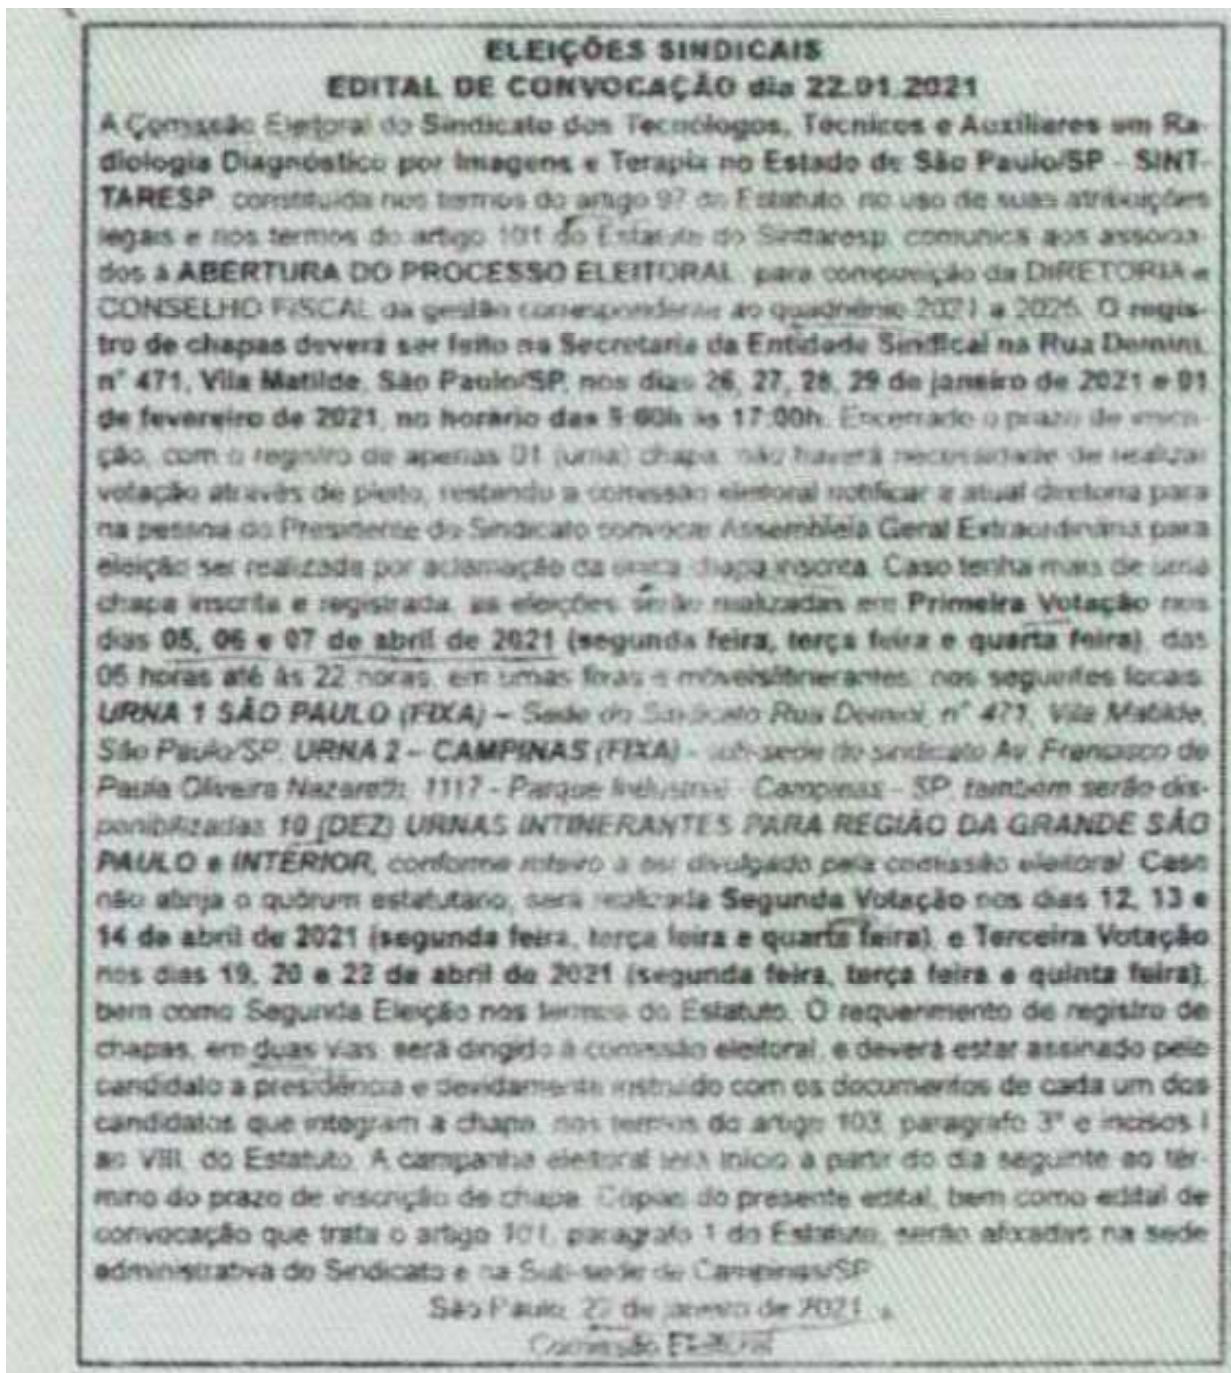 ELEIÇÕES SINDICAIS
EDITAL DE CONVOCAÇÃO dia 22.01.2021
A Comissão Eleitoral do Sindicato dos Tecnólogos, Técnicos e Auxiliares em Ra-
diologia Diagnóstico por Imagens e Terapia no Estado de São Paulo/SP - SINT-
TARESP, constituída nos termos do artigo 97 do Estatuto, no uso de suas atribuições
legais e nos termos do artigo 101 do Estatuto do Sinttaresp, comunica aos associa-
dos a ABERTURA DO PROCESSO ELEITORAL, para composição da DIRETORIA e
CONSELHO FISCAL da gestão correspondente ao quadriênio 2021 a 2025. O regis-
tro de chapas deverá ser feito na Secretaria da Entidade Sindical na Rua Demini,
n° 471, Vila Matilde, São Paulo/SP, nos dias 26, 27, 28, 29 de janeiro de 2021 e 01
de fevereiro de 2021, no horário das 9:00h às 17:00h. Encerrado o prazo de inscri-
ção, com o registro de apenas 01 (uma) chapa, não haverá necessidade de realizar
votação através de pleito, restando a comissão eleitoral notificar a atual diretoria para
na pessoa do Presidente do Sindicato convocar Assembleia Geral Extraordinária para
eleição ser realizada por aclamação da única chapa inscrita. Caso tenha mais de uma
chapa inscrita e registrada, as eleições serão realizadas em Primeira Votação nos
dias 05, 06 e 07 de abril de 2021 (segunda feira, terça feira e quarta feira), das
05 horas até às 22 horas, em urnas fixas e móveis/itinerantes, nos seguintes locais:
URNA 1 SÃO PAULO (FIXA) – Sede do Sindicato Rua Demini, n° 471, Vila Matilde,
São Paulo/SP. URNA 2 – CAMPINAS (FIXA) - sub-sede do sindicato Av. Francisco de
Paula Oliveira Nazareth, 1117 - Parque Industrial - Campinas - SP, também serão dis-
ponibilizadas 10 (DEZ) URNAS INTINERANTES PARA REGIÃO DA GRANDE SÃO
PAULO e INTERIOR, conforme roteiro a ser divulgado pela comissão eleitoral. Caso
não atinja o quórum estatutário, será realizada Segunda Votação nos dias 12, 13 e
14 de abril de 2021 (segunda feira, terça feira e quarta feira), e Terceira Votação
nos dias 19, 20 e 22 de abril de 2021 (segunda feira, terça feira e quinta feira),
bem como Segunda Eleição nos termos do Estatuto. O requerimento de registro de
chapas, em duas vias, será dirigido à comissão eleitoral, e deverá estar assinado pelo
candidato a presidência e devidamente instruído com os documentos de cada um dos
candidatos que integram a chapa, nos termos do artigo 103, paragrafo 3° e incisos I
ao VIII, do Estatuto. A campanha eleitoral terá início a partir do dia seguinte ao tér-
mino do prazo de inscrição de chapa. Cópias do presente edital, bem como edital de
convocação que trata o artigo 101, paragrafo 1 do Estatuto, serão afixadas na sede
administrativa do Sindicato e na Sub-sede de Campinas/SP
São Paulo, 22 de janeiro de 2021.
Comissão Eleitoral